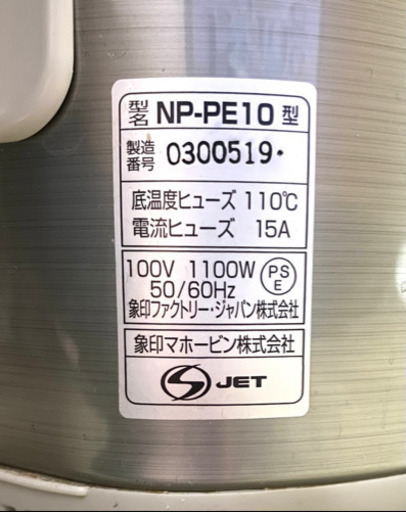 型名 NP-PE10 型
製造番号 0300519・
底温度ヒューズ 110℃
電流ヒューズ 15A
100V 1100W
50/60Hz
PSE
象印ファクトリー・ジャパン株式会社
象印マホービン株式会社
S JET